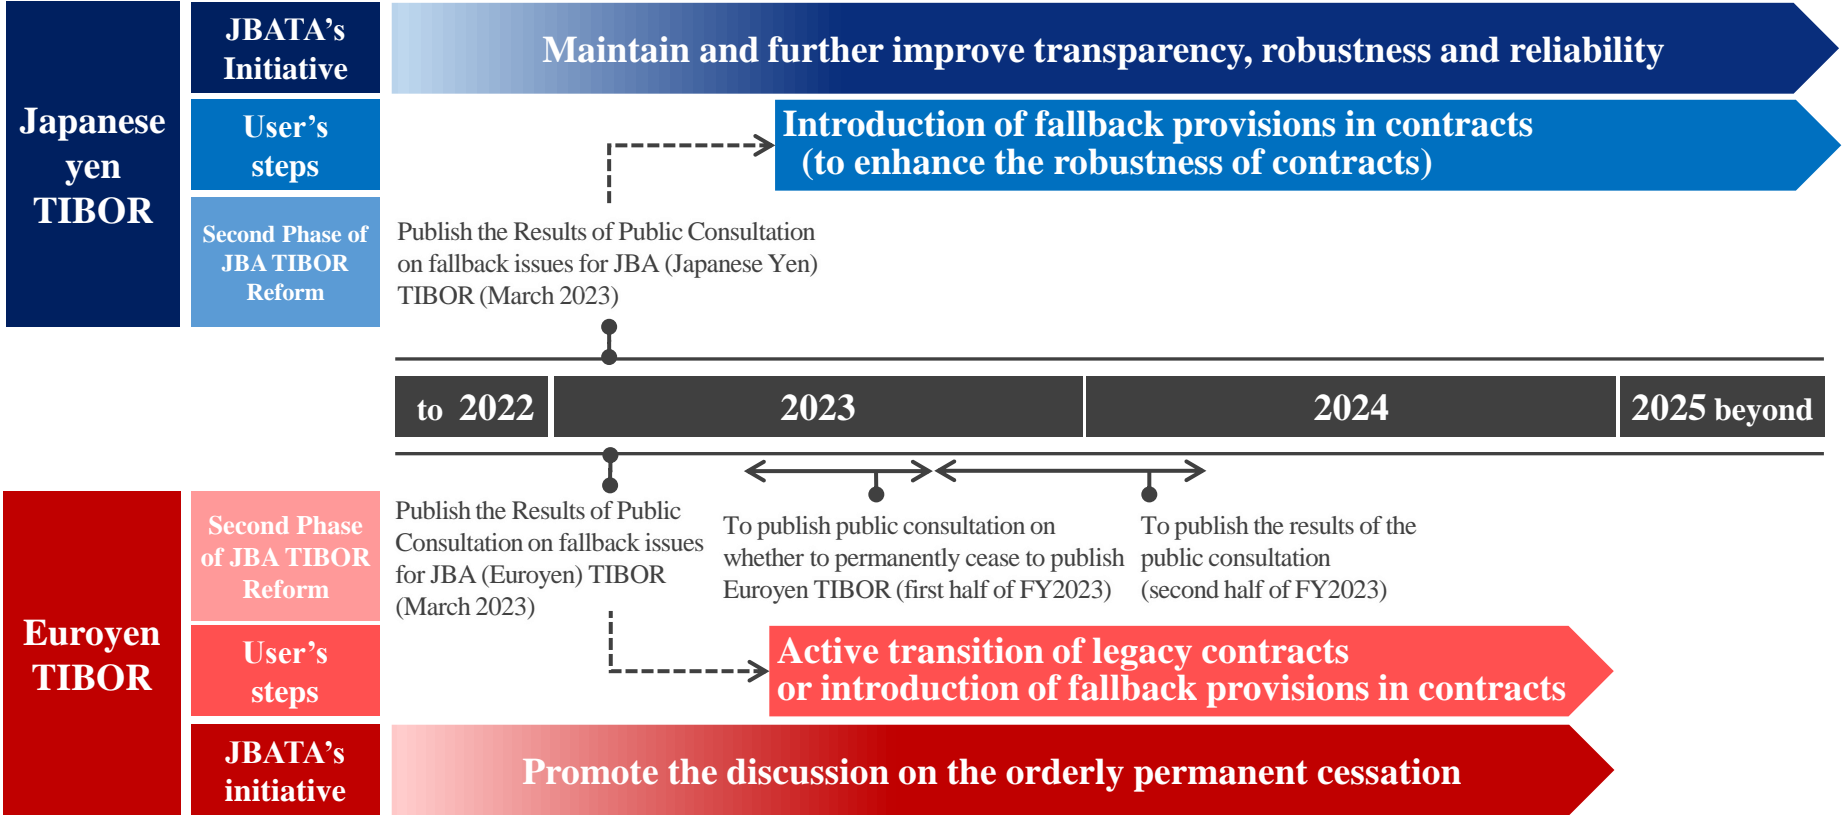 Japanese
yen
TIBOR
JBATA's
Initiative
Maintain and further improve transparency, robustness and reliability
User's
steps
Introduction of fallback provisions in contracts
(to enhance the robustness of contracts)
Second Phase of
JBA TIBOR
Reform
Publish the Results of Public Consultation
on fallback issues for JBA (Japanese Yen)
TIBOR (March 2023)
to 2022
2023
2024
2025 beyond
Euroyen
TIBOR
Second Phase
of JBA TIBOR
Reform
Publish the Results of Public
Consultation on fallback issues
for JBA (Euroyen) TIBOR
(March 2023)
To publish public consultation on
whether to permanently cease to publish
Euroyen TIBOR (first half of FY2023)
To publish the results of the
public consultation
(second half of FY2023)
User's
steps
Active transition of legacy contracts
or introduction of fallback provisions in contracts
JBATA's
initiative
Promote the discussion on the orderly permanent cessation